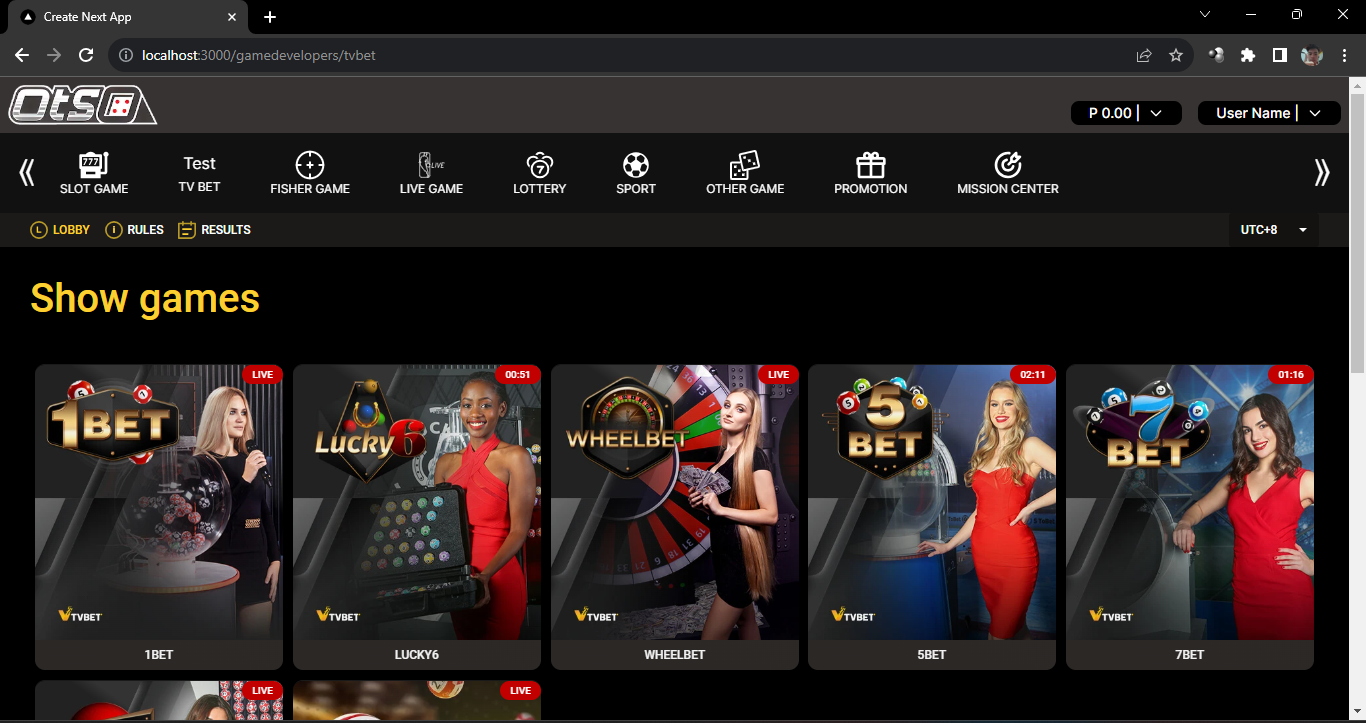 Create Next App
localhost:3000/gamedevelopers/tvbet
OtSO
P 0.00 |
User Name |
777
SLOT GAME
Test
TV BET
FISHER GAME
LIVE
LIVE GAME
7
LOTTERY
SPORT
OTHER GAME
PROMOTION
MISSION CENTER
L LOBBY
I RULES
RESULTS
UTC+8
Show games
LIVE
1BET
TVBET
1BET
00:51
Lucky6
TVBET
LUCKY6
LIVE
WHEELBET
TVBET
WHEELBET
02:11
5
BET
TVBET
5BET
01:16
7
BET
TVBET
7BET
LIVE
LIVE